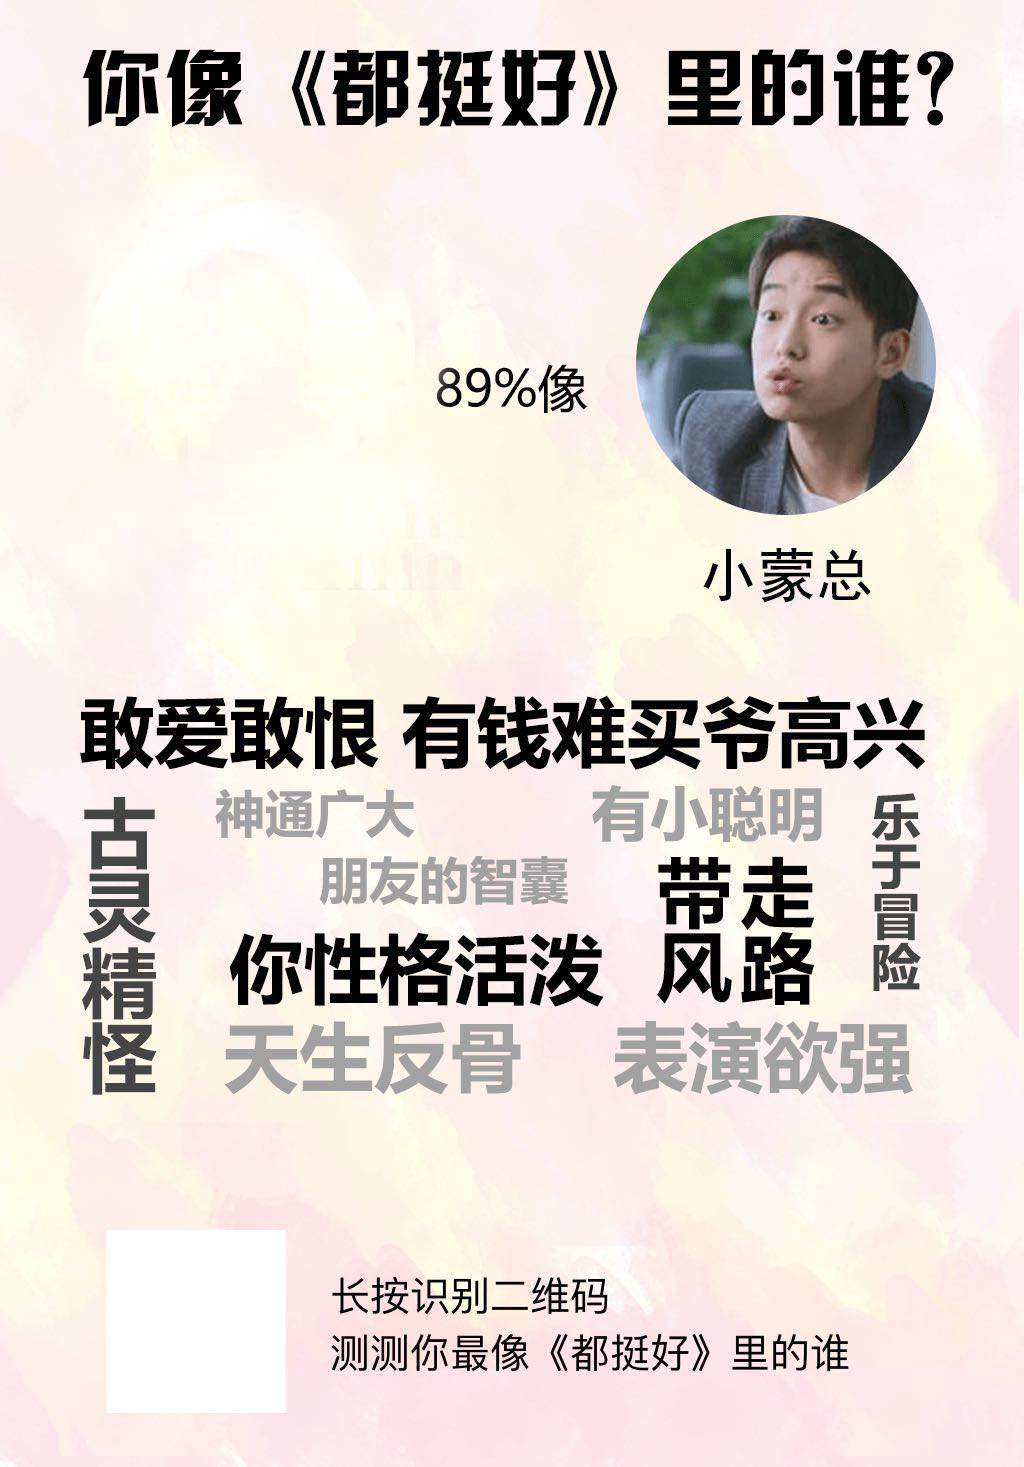 你像《都挺好》里的谁？
89%像
小蒙总
敢爱敢恨 有钱难买爷高兴
古灵精怪
神通广大
有小聪明
乐于冒险
朋友的智囊
带走
风路
你性格活泼
天生反骨
表演欲强
长按识别二维码
测测你最像《都挺好》里的谁